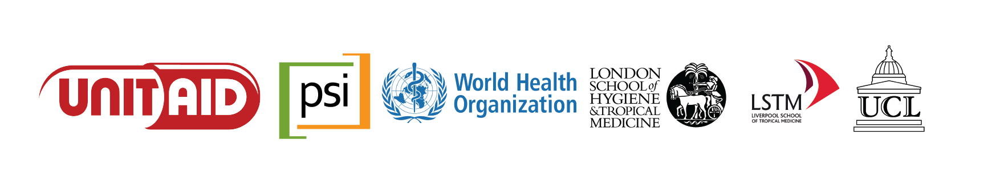 UNITAID
psi
World Health
Organization
LONDON
SCHOOL of
HYGIENE
& TROPICAL
MEDICINE
LSTM
LIVERPOOL SCHOOL
OF TROPICAL MEDICINE
UCL